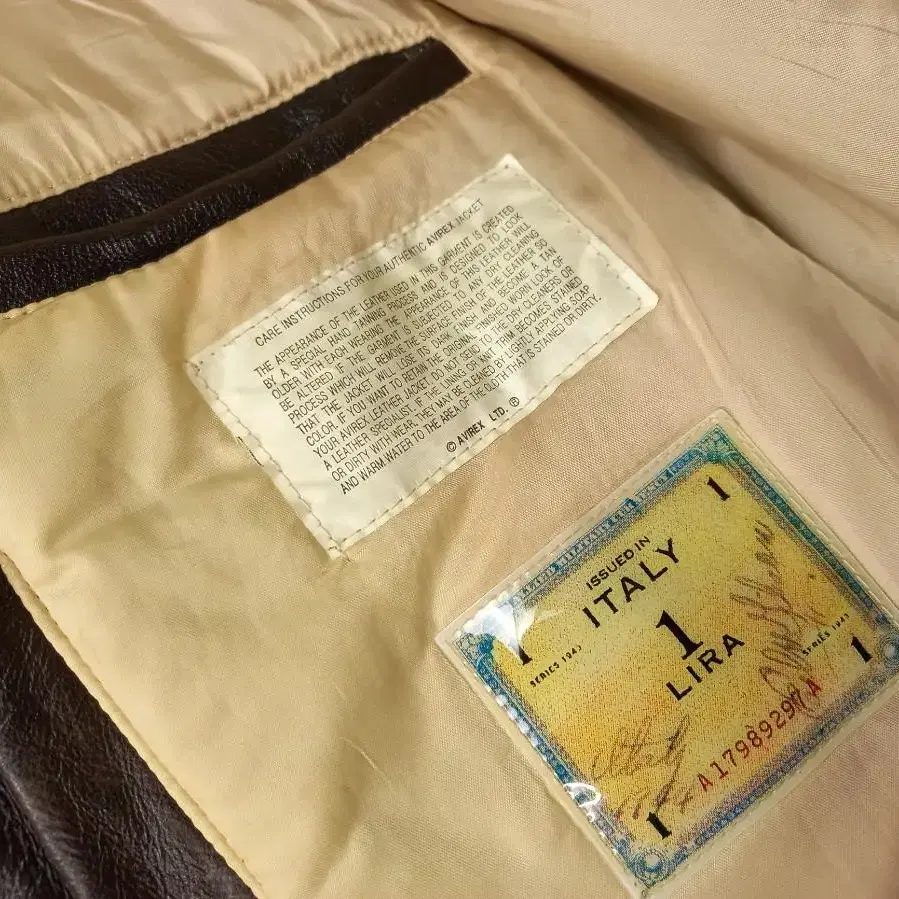 CARE INSTRUCTIONS FOR YOUR AUTHENTIC AVIREX JACKET
THE APPEARANCE OF THE LEATHER USED IN THIS GARMENT IS CREATED
BY A SPECIAL HAND TANNING PROCESS AND IS DESIGNED TO LOOK
OLDER WITH EACH WEARING THE APPEARANCE OF THIS LEATHER WILL
BE ALTERED IF THE GARMENT IS SUBJECTED TO ANY DRY CLEANING
PROCESS WHICH WILL REMOVE THE SURFACE FINISH OF THE LEATHER SO
THAT THE JACKET WILL LOSE ITS DARK FINISH AND BECOME A TAN
COLOR. IF YOU WANT TO RETAIN THE ORIGINAL FINISHED WORN LOOK OF
YOUR AVIREX LEATHER JACKET DO NOT SEND TO THE DRY CLEANERS OR
A LEATHER SPECIALIST. IF THE LINING OR KNIT TRIM BECOMES STAINED
OR DIRTY WITH WEAR, THEY MAY BE CLEANED BY LIGHTLY APPLYING SOAP
AND WARM WATER TO THE AREA OF THE CLOTH THAT IS STAINED OR DIRTY.
© AVIREX LTD. ®
1
ISSUED IN
ITALY
1
1
LIRA
SERIES 1943
SERIES 1943
1
A17989297A
1